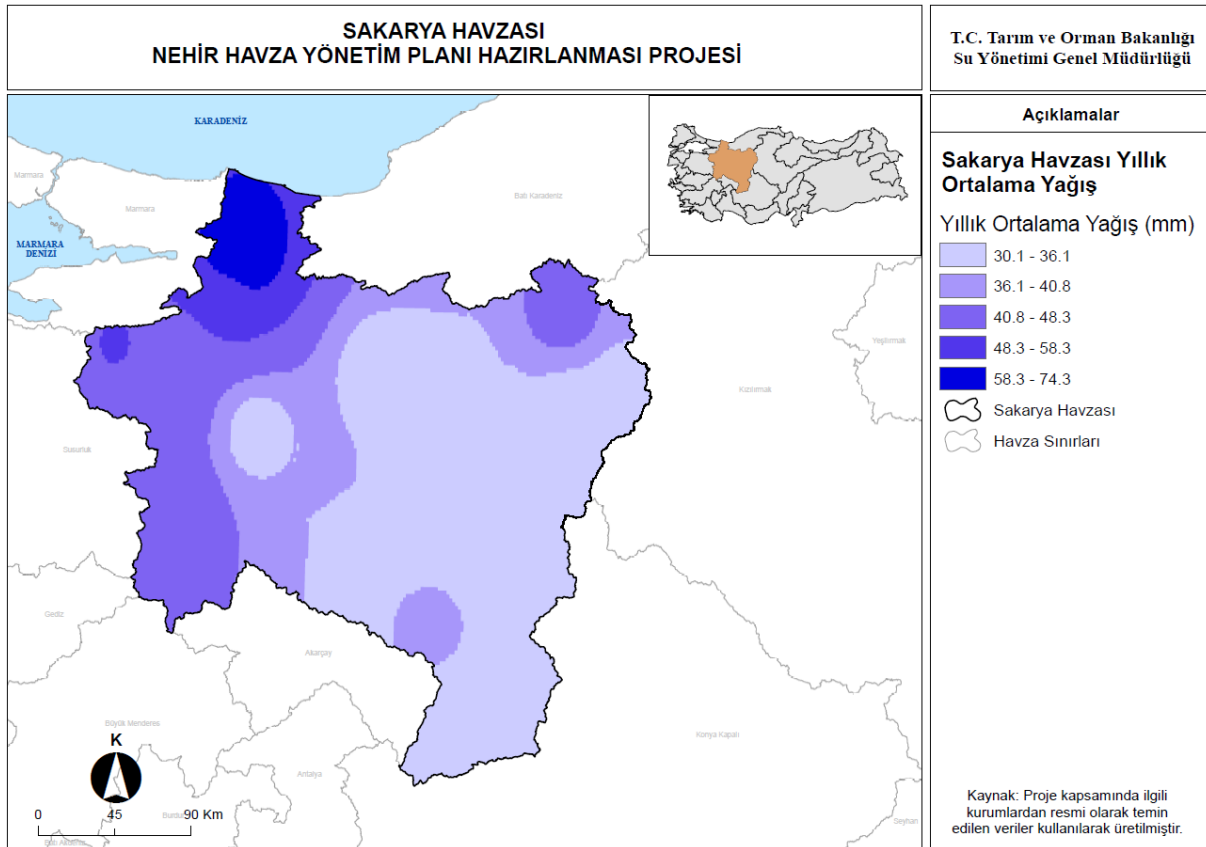 SAKARYA HAVZASI
NEHİR HAVZA YÖNETİM PLANI HAZIRLANMASI PROJESİ
T.C. Tarım ve Orman Bakanlığı
Su Yönetimi Genel Müdürlüğü
KARADENİZ
Marmara
Marmara
MARMARA
DENİZİ
Batı Karadeniz
Yeşilırmak
Kızılırmak
Susurluk
Gediz
Akarçay
Büyük Menderes
Konya Kapalı
Antalya
Seyhan
K
0 45 90 Km
Açıklamalar
Sakarya Havzası Yıllık
Ortalama Yağış
Yıllık Ortalama Yağış (mm)
30.1 - 36.1
36.1 - 40.8
40.8 - 48.3
48.3 - 58.3
58.3 - 74.3
Sakarya Havzası
Havza Sınırları
Kaynak: Proje kapsamında ilgili
kurumlardan resmi olarak temin
edilen veriler kullanılarak üretilmiştir.